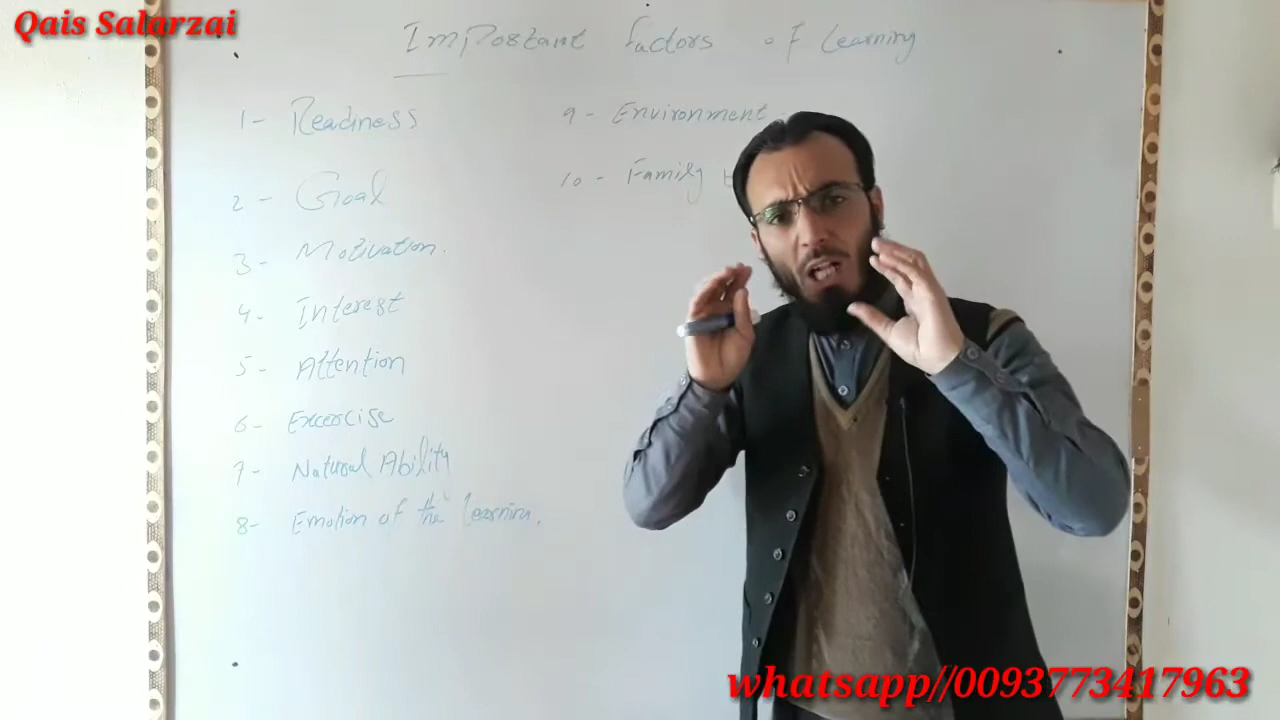 Qais Salarzai
Important factors of Learning
1- Readiness
2- Goal
3- Motivation.
4- Interest
5- Attention
6- Excercise
7- Natural Ability
8- Emotion of the learning.
9- Environment
10- Family
whatsapp//0093773417963